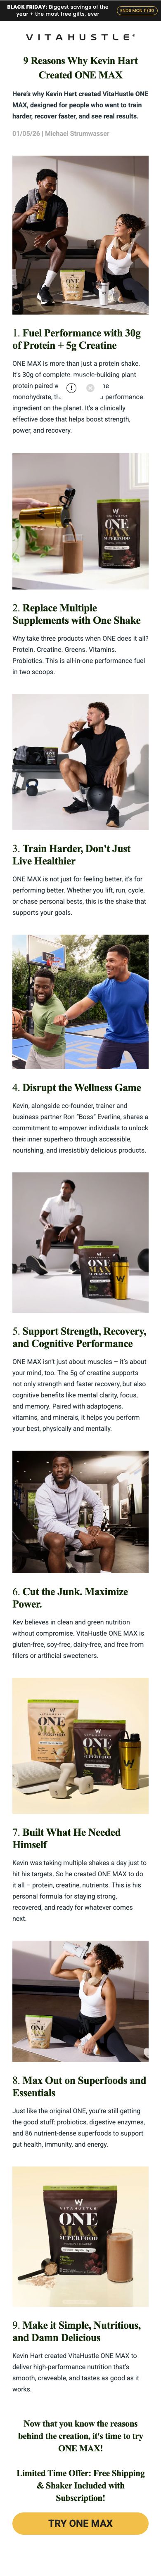 BLACK FRIDAY: Biggest savings of the
year + the most free gifts, ever
ENDS MON 11/30
VITAHUSTLE
9 Reasons Why Kevin Hart
Created ONE MAX
Here's why Kevin Hart created VitaHustle ONE
MAX, designed for people who want to train
harder, recover faster, and see real results.
01/05/26 | Michael Strumwasser
1. Fuel Performance with 30g
of Protein + 5g Creatine
ONE MAX is more than just a protein shake.
It's 30g of complete, muscle-building plant
protein paired
monohydrate, performance
ingredient on the planet. It's a clinically
effective dose that helps boost strength,
power, and recovery.
ONE
MAX
SUPERFOOD
2. Replace Multiple
Supplements with One Shake
Why take three products when ONE does it all?
Protein. Creatine. Greens. Vitamins.
Probiotics. This is all-in-one performance fuel
in two scoops.
3. Train Harder, Don't Just
Live Healthier
ONE MAX is not just for feeling better, it's for
performing better. Whether you lift, run, cycle,
or chase personal bests, this is the shake that
supports your goals.
4. Disrupt the Wellness Game
Kevin, alongside co-founder, trainer and
business partner Ron "Boss" Everline, shares a
commitment to empower individuals to unlock
their inner superhero through accessible,
nourishing, and irresistibly delicious products.
ONE
MAX
5. Support Strength, Recovery,
and Cognitive Performance
ONE MAX isn't just about muscles – it's about
your mind, too. The 5g of creatine supports
not only strength and faster recovery, but also
cognitive benefits like mental clarity, focus,
and memory. Paired with adaptogens,
vitamins, and minerals, it helps you perform
your best, physically and mentally.
6. Cut the Junk. Maximize
Power.
Kev believes in clean and green nutrition
without compromise. VitaHustle ONE MAX is
gluten-free, soy-free, dairy-free, and free from
fillers or artificial sweeteners.
ONE
MAX
ONE
MAX
7. Built What He Needed
Himself
Kevin was taking multiple shakes a day just to
hit his targets. So he created ONE MAX to do
it all – protein, creatine, nutrients. This is his
personal formula for staying strong,
recovered, and ready for whatever comes
next.
ONE
MAX
8. Max Out on Superfoods and
Essentials
Just like the original ONE, you're still getting
the good stuff: probiotics, digestive enzymes,
and 86 nutrient-dense superfoods to support
gut health, immunity, and energy.
VITAHUSTLE
ONE
MAX
SUPERFOOD
9. Make it Simple, Nutritious,
and Damn Delicious
Kevin Hart created VitaHustle ONE MAX to
deliver high-performance nutrition that's
smooth, craveable, and tastes as good as it
works.
Now that you know the reasons
behind the creation, it's time to try
ONE MAX!
Limited Time Offer: Free Shipping
& Shaker Included with
Subscription!
TRY ONE MAX